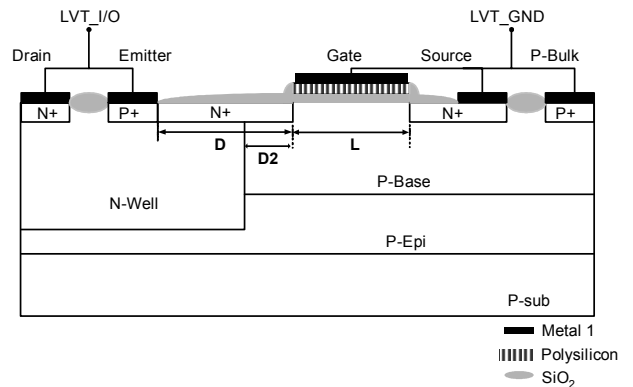 LVT_I/O LVT_GND
Drain Emitter Gate Source P-Bulk
N+ P+ N+ N+ P+
D L
D2
P-Base
N-Well
P-Epi
P-sub
Metal 1
Polysilicon
SiO2